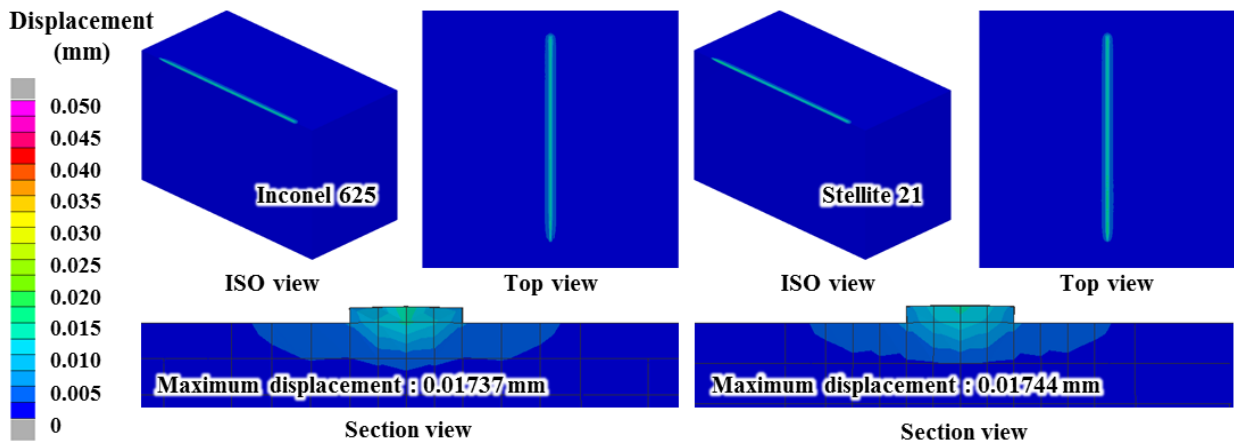 Displacement
(mm)
0.050
0.045
0.040
0.035
0.030
0.025
0.020
0.015
0.010
0.005
0
Inconel 625
ISO view
Top view
Maximum displacement : 0.01737 mm
Section view
Stellite 21
ISO view
Top view
Maximum displacement : 0.01744 mm
Section view